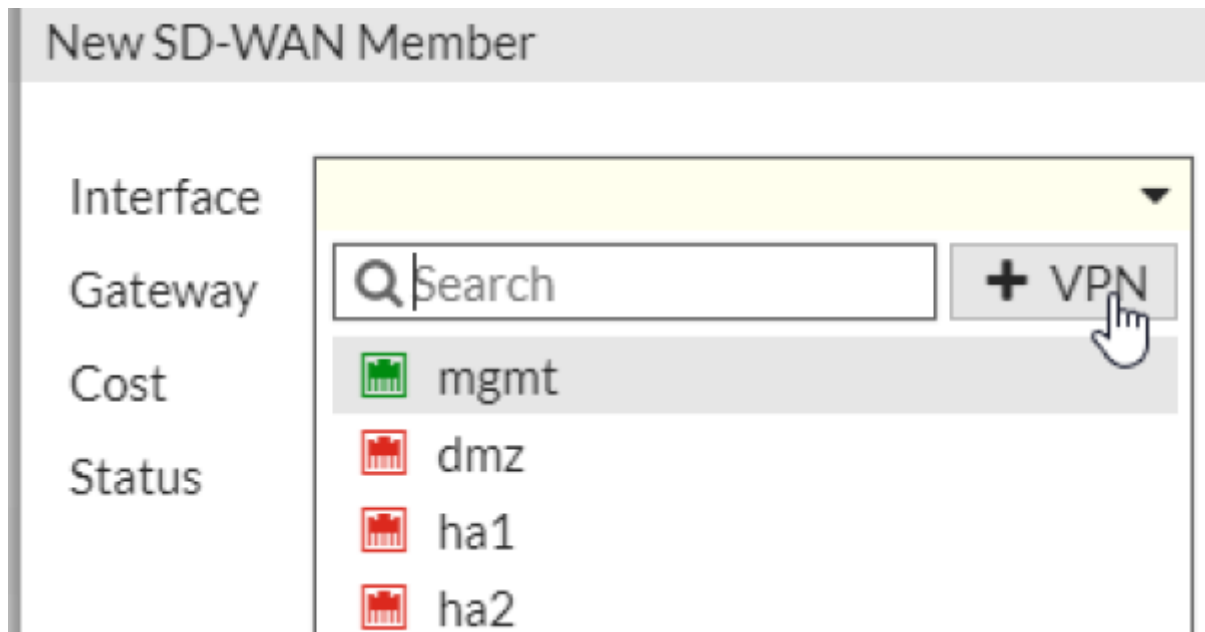 New SD-WAN Member
Interface
Gateway
Search
+ VPN
Cost
mgmt
Status
dmz
ha1
ha2